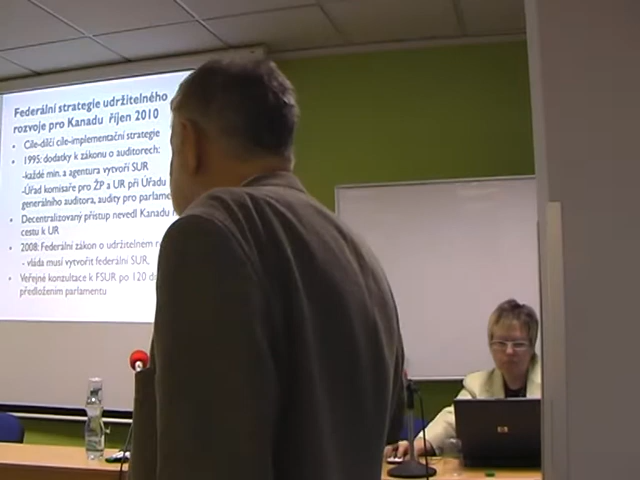 Federální strategie udržitelného
rozvoje pro Kanadu říjen 2010
• Cíle-dílčí cíle-implementační strategie
• 1995: dodatky k zákonu o auditorech:
-každé min. a agentura vytvoří SUR
-Úřad komisaře pro ŽP a UR při Úřadu
generálního auditora, audity pro parlame
• Decentralizovaný přístup nevedl Kanadu
cestu k UR
• 2008: Federální zákon o udržitelném
- vláda musí vytvořit federální SUR,
• Veřejné konzultace k FSUR po 120
předložením parlamentu
hp